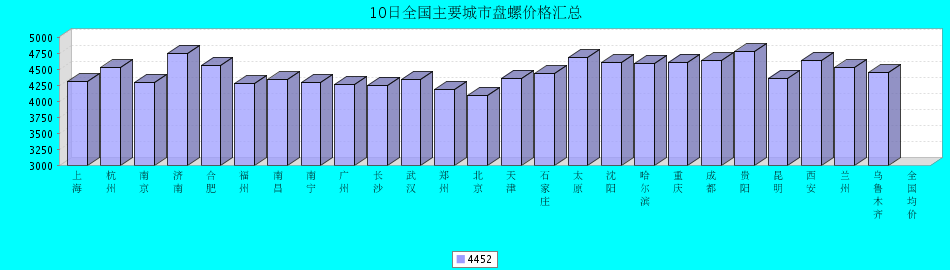 10日全国主要城市盘螺价格汇总
5000
4750
4500
4250
4000
3750
3500
3250
3000
上海
杭州
南京
济南
合肥
福州
南昌
南宁
广州
长沙
武汉
郑州
北京
天津
石家庄
太原
沈阳
哈尔滨
重庆
成都
贵阳
昆明
西安
兰州
乌鲁木齐
全国均价
4452